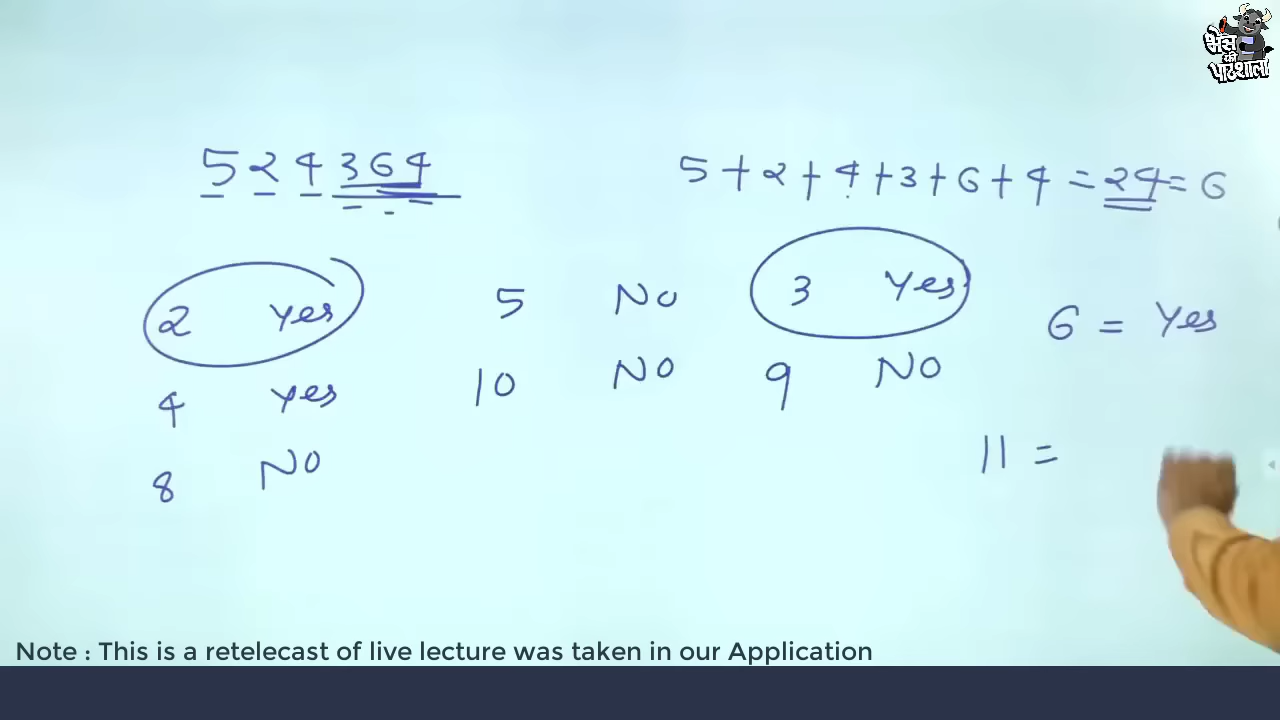 भैंस
की
पाठशाला
524364 5+2+4+3+6+4=24=6
2 Yes 5 No 3 Yes 6 = Yes
4 Yes 10 NO 9 NO
8 NO 11 =
Note : This is a retelecast of live lecture was taken in our Application